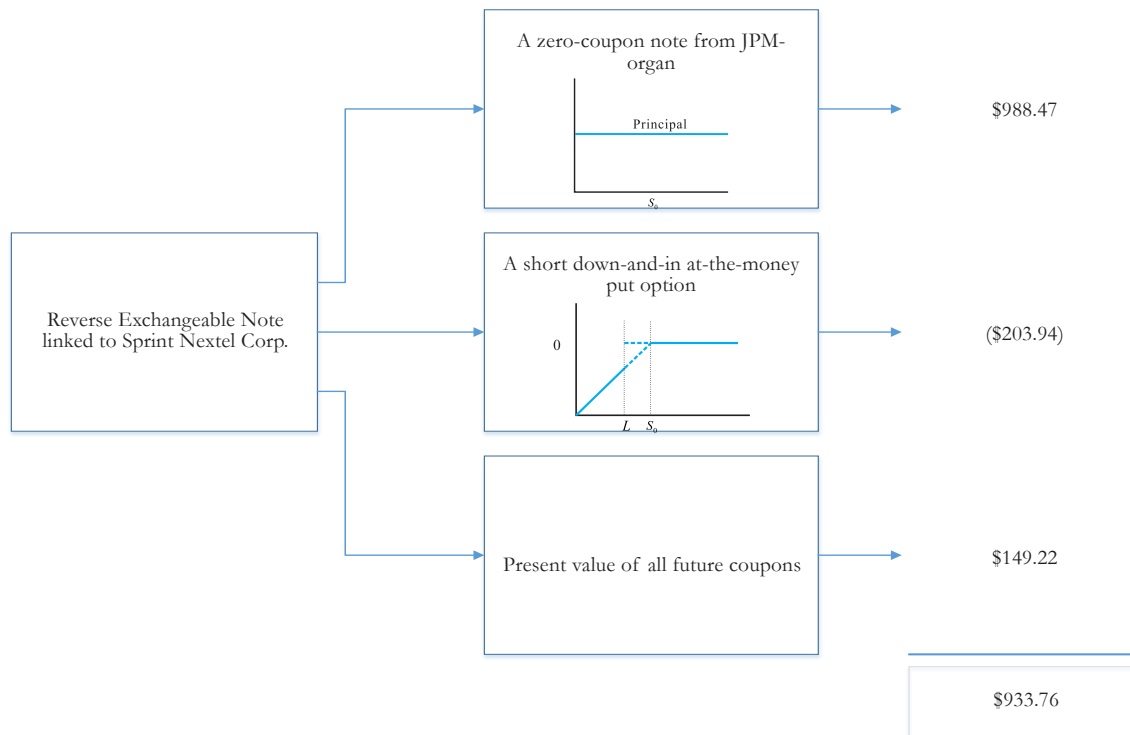 A zero-coupon note from JPM-
organ
Principal
S₀
$988.47
Reverse Exchangeable Note
linked to Sprint Nextel Corp.
A short down-and-in at-the-money
put option
0
L S₀
($203.94)
Present value of all future coupons
$149.22
$933.76